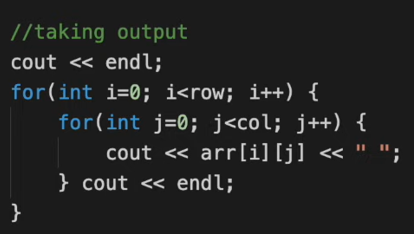 //taking output
cout << endl;
for(int i=0; i<row; i++) {
    for(int j=0; j<col; j++) {
        cout << arr[i][j] << " ";
    } cout << endl;
}